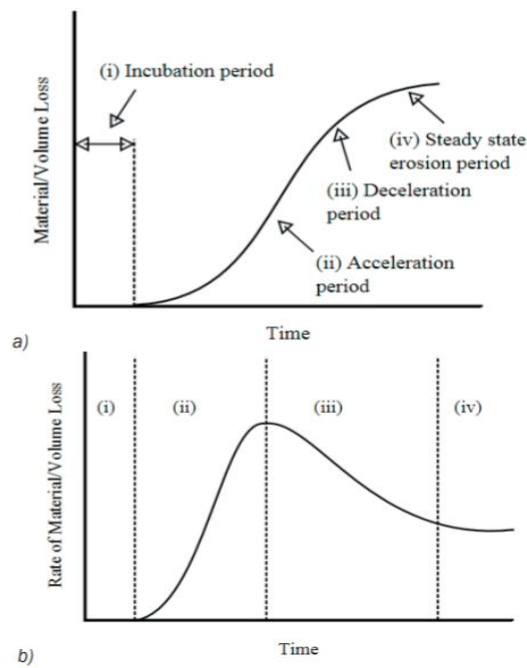 (i) Incubation period
Material/Volume Loss
(iv) Steady state
erosion period
(iii) Deceleration
period
(ii) Acceleration
period
Time
a)
(i)
(ii)
(iii)
(iv)
Rate of Material/Volume Loss
Time
b)